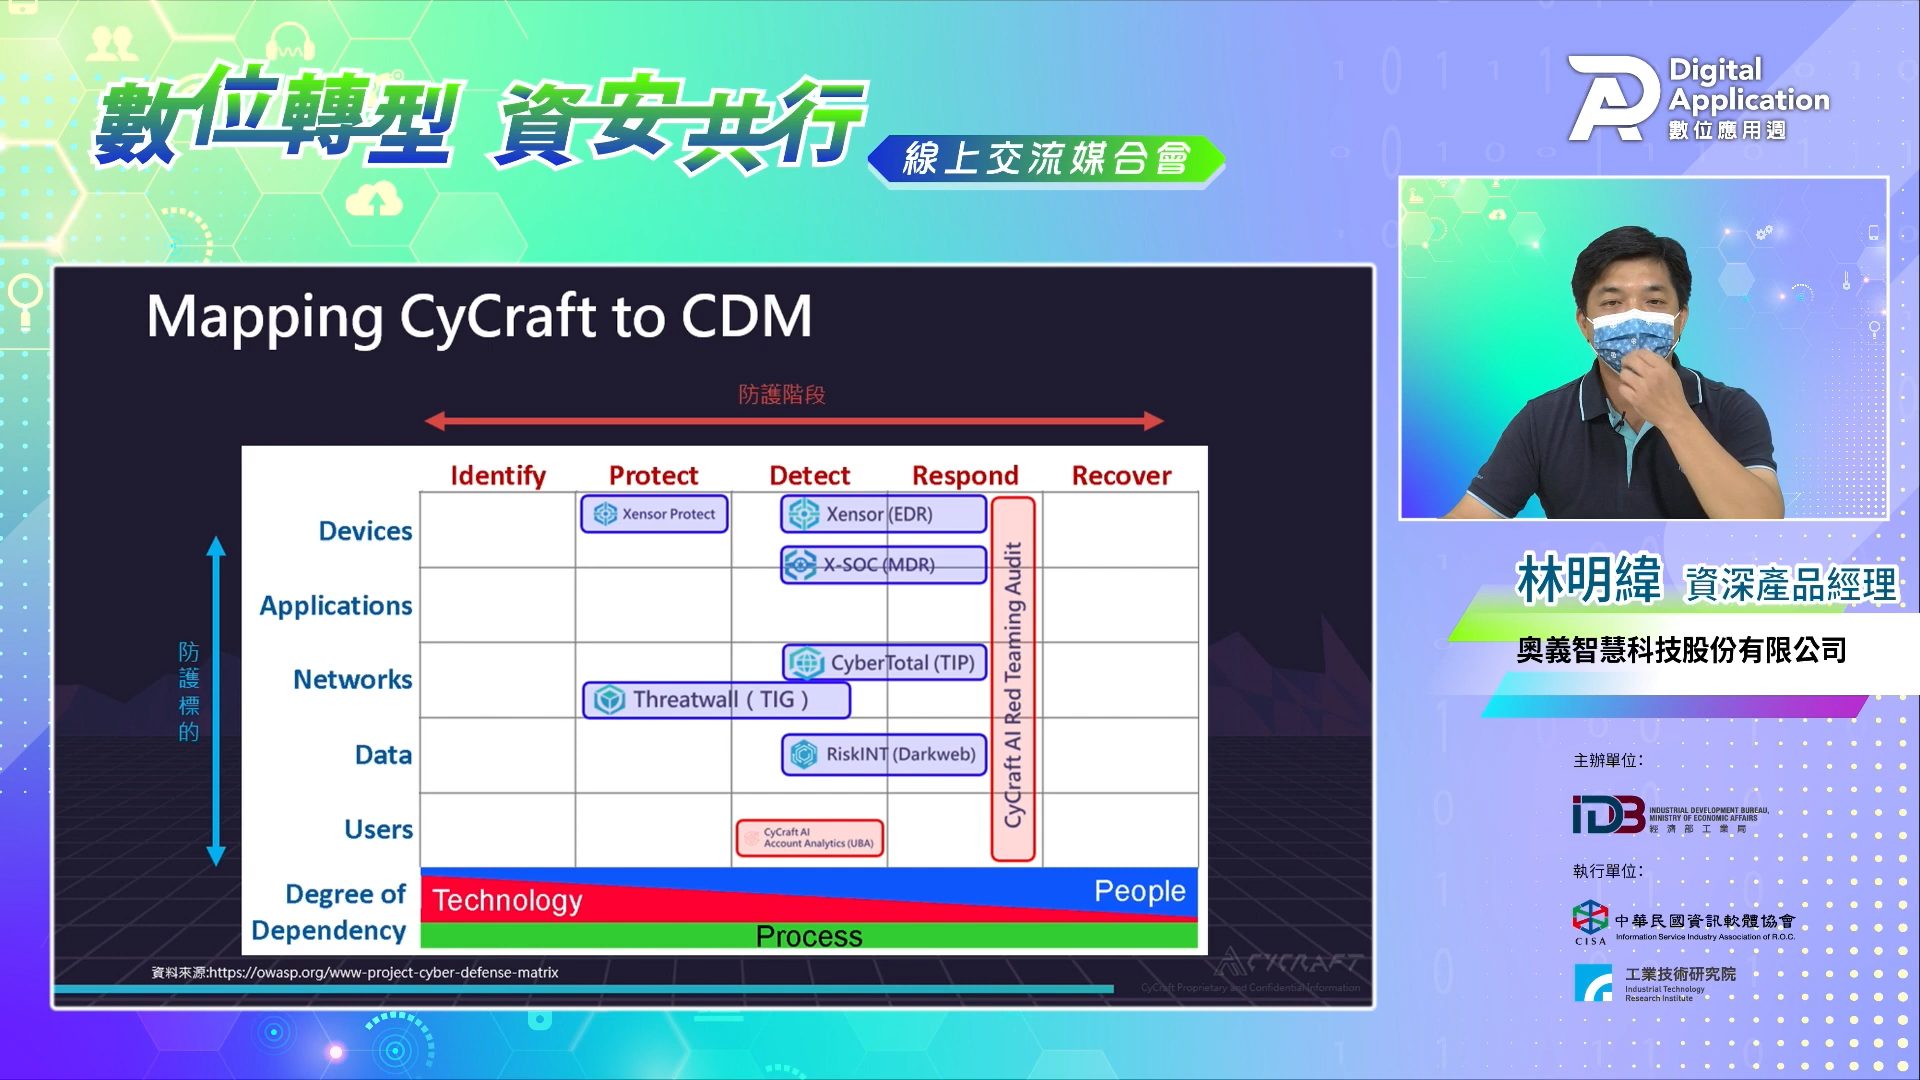 數位轉型 資安共行
線上交流媒合會
Digital
Application
數位應用週
Mapping CyCraft to CDM
防護階段
Identify Protect Detect Respond Recover
防護標的
Devices
Applications
Networks
Data
Users
Xensor Protect
Xensor (EDR)
X-SOC (MDR)
CyberTotal (TIP)
Threatwall ( TIG )
RiskINT (Darkweb)
CyCraft AI
Account Analytics (UBA)
CyCraft AI Red Teaming Audit
Degree of
Dependency
Technology
People
Process
資料來源:https://owasp.org/www-project-cyber-defense-matrix
CYCRAFT
CyCraft Proprietary and Confidential Information
林明緯 資深產品經理
奧義智慧科技股份有限公司
主辦單位:
IDB
INDUSTRIAL DEVELOPMENT BUREAU,
MINISTRY OF ECONOMIC AFFAIRS
經濟部工業局
執行單位:
CISA
中華民國資訊軟體協會
Information Service Industry Association of R.O.C.
工業技術研究院
Industrial Technology
Research Institute